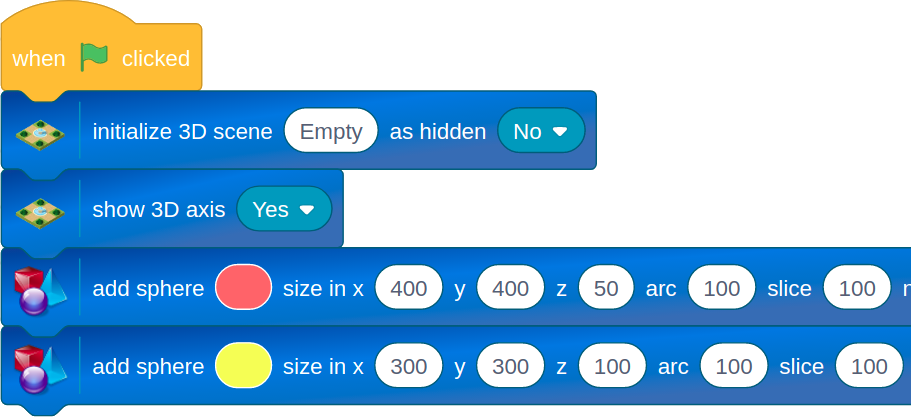 when clicked
initialize 3D scene Empty as hidden No
show 3D axis Yes
add sphere size in x 400 y 400 z 50 arc 100 slice 100
add sphere size in x 300 y 300 z 100 arc 100 slice 100